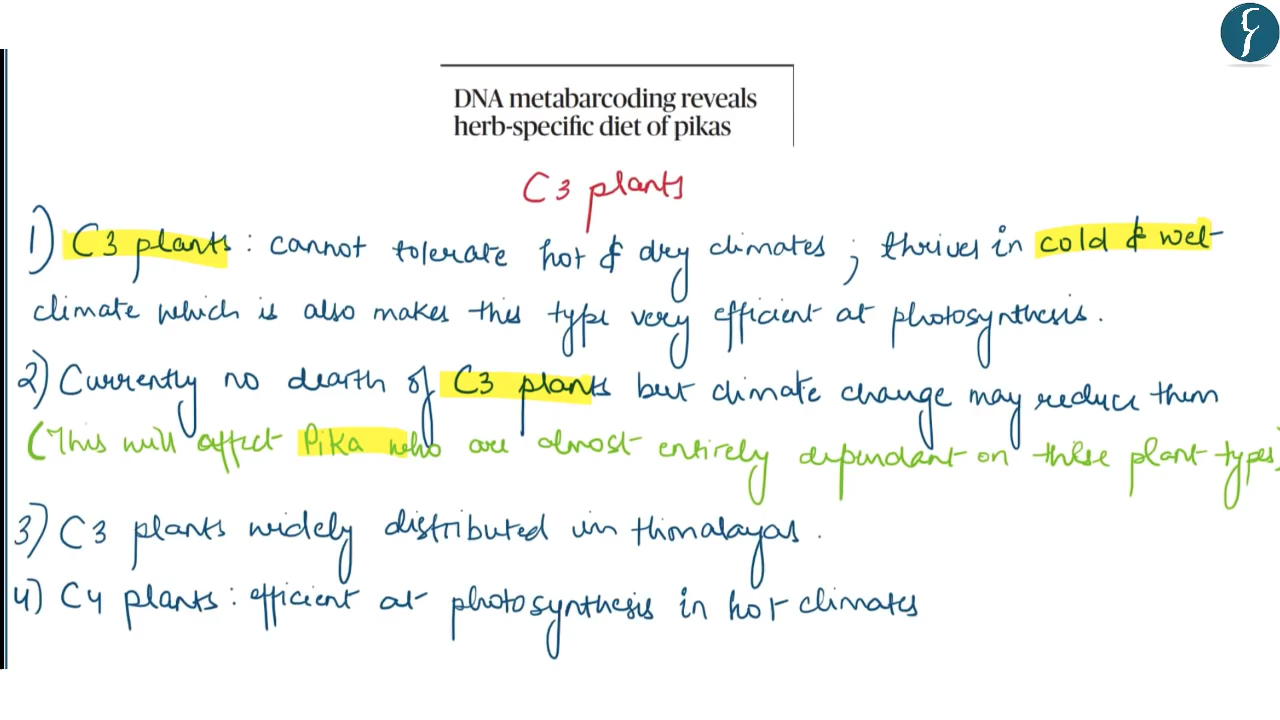 DNA metabarcoding reveals
herb-specific diet of pikas
C3 plants
1) C3 plants : cannot tolerate hot & dry climates ; thrives in cold & wet
climate which is also makes this type very efficient at photosynthesis.
2) Currently no dearth of C3 plants but climate change may reduce them
(This will affect Pika who are almost entirely dependant on these plant types)
3) C3 plants widely distributed in Himalayas.
4) C4 plants : efficient at photosynthesis in hot climates